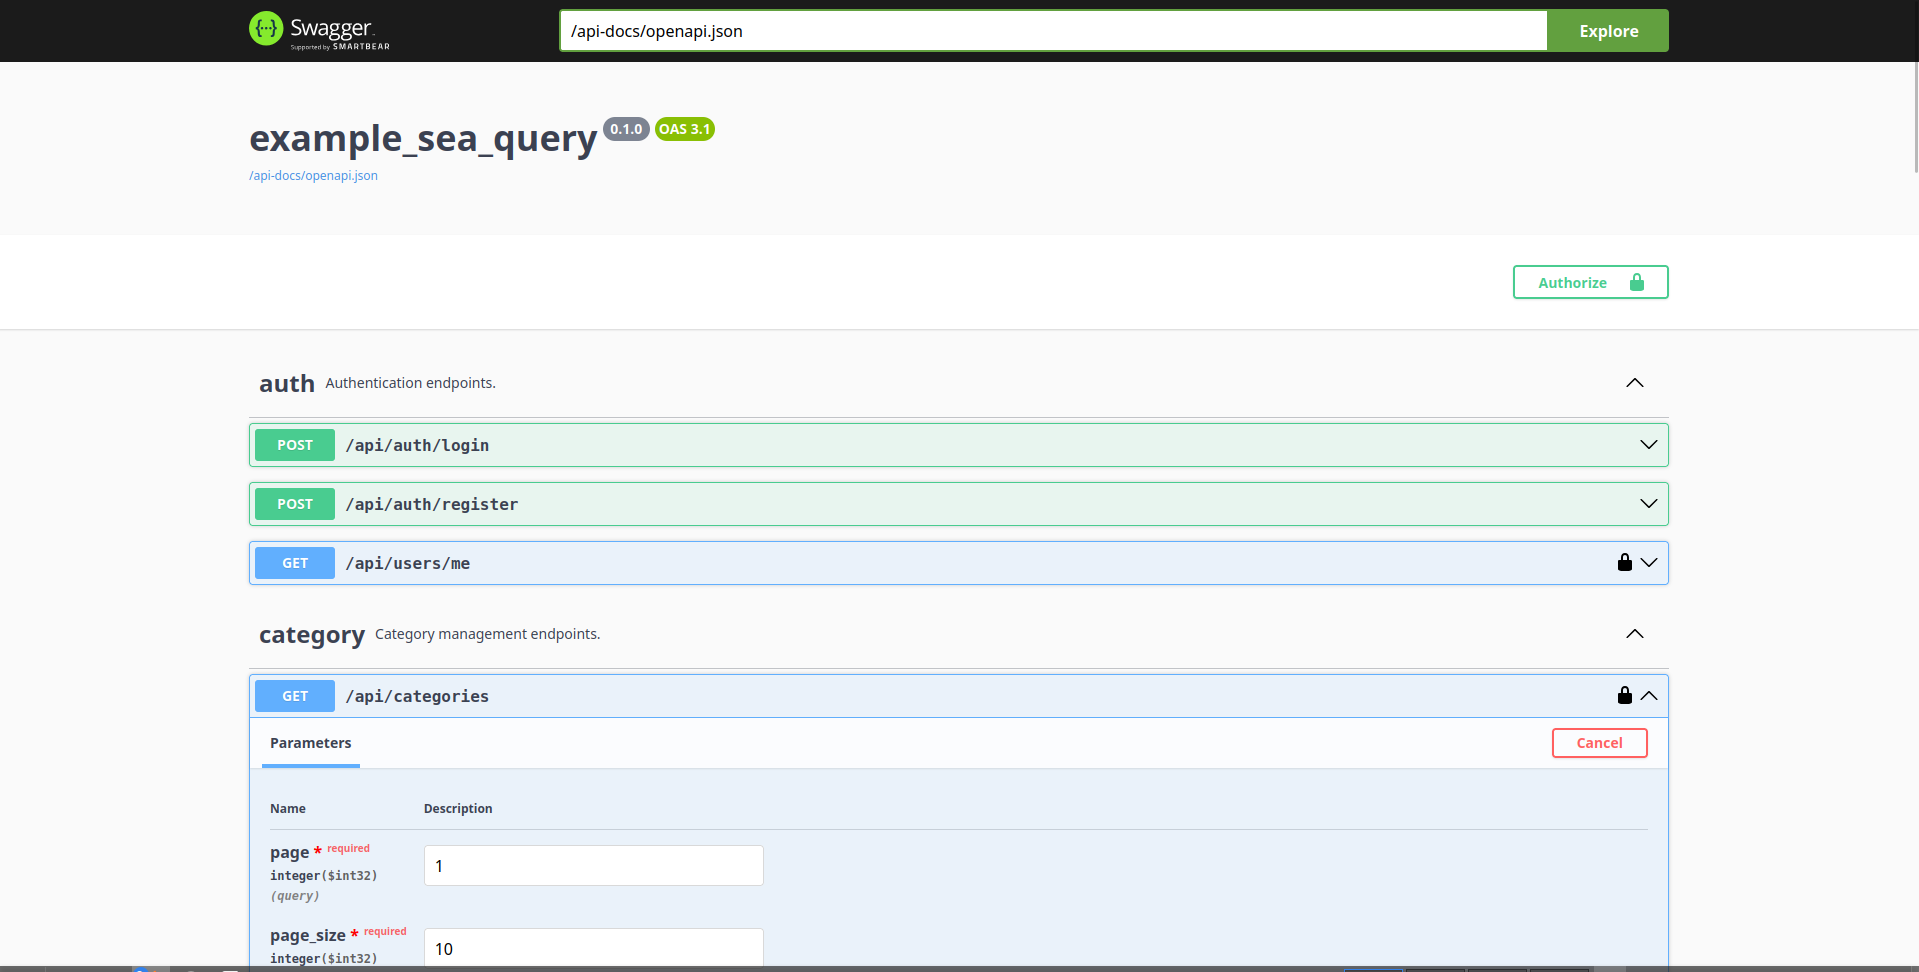 Swagger
Supported by SMARTBEAR
/api-docs/openapi.json
Explore
example_sea_query 0.1.0 OAS 3.1
/api-docs/openapi.json
Authorize
auth Authentication endpoints.
POST /api/auth/login
POST /api/auth/register
GET /api/users/me
category Category management endpoints.
GET /api/categories
Parameters
Cancel
Name Description
page * required
integer($int32)
(query)
1
page_size * required
integer($int32)
10